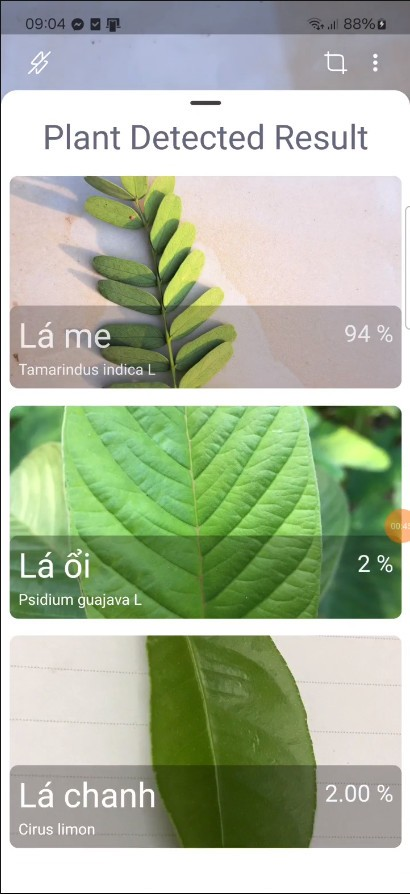 09:04
88%
Plant Detected Result
Lá me
94 %
Tamarindus indica L
Lá ổi
2 %
Psidium guajava L
Lá chanh
2.00 %
Cirus limon